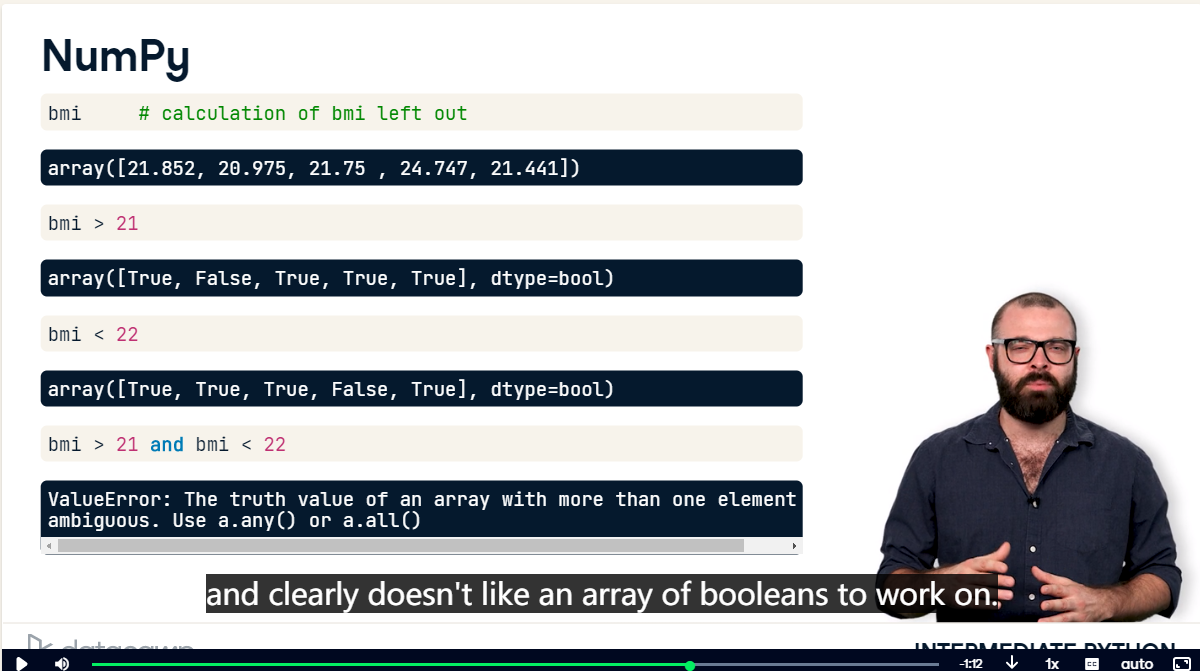 NumPy
bmi     # calculation of bmi left out
array([21.852, 20.975, 21.75 , 24.747, 21.441])
bmi > 21
array([True, False, True, True, True], dtype=bool)
bmi < 22
array([True, True, True, False, True], dtype=bool)
bmi > 21 and bmi < 22
ValueError: The truth value of an array with more than one element
ambiguous. Use a.any() or a.all()
and clearly doesn't like an array of booleans to work on.
datacamp
INTERMEDIATE PYTHON
-1:12
1x
CC
auto